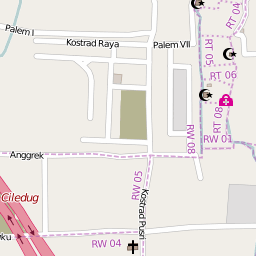 Palem I
Kostrad Raya
Palem VII
RT 04
RT 05
RT 06
RT 08
RW 01
RW 08
Anggrek
RW 05
Ciledug
Kostrad Pusri
RW 04